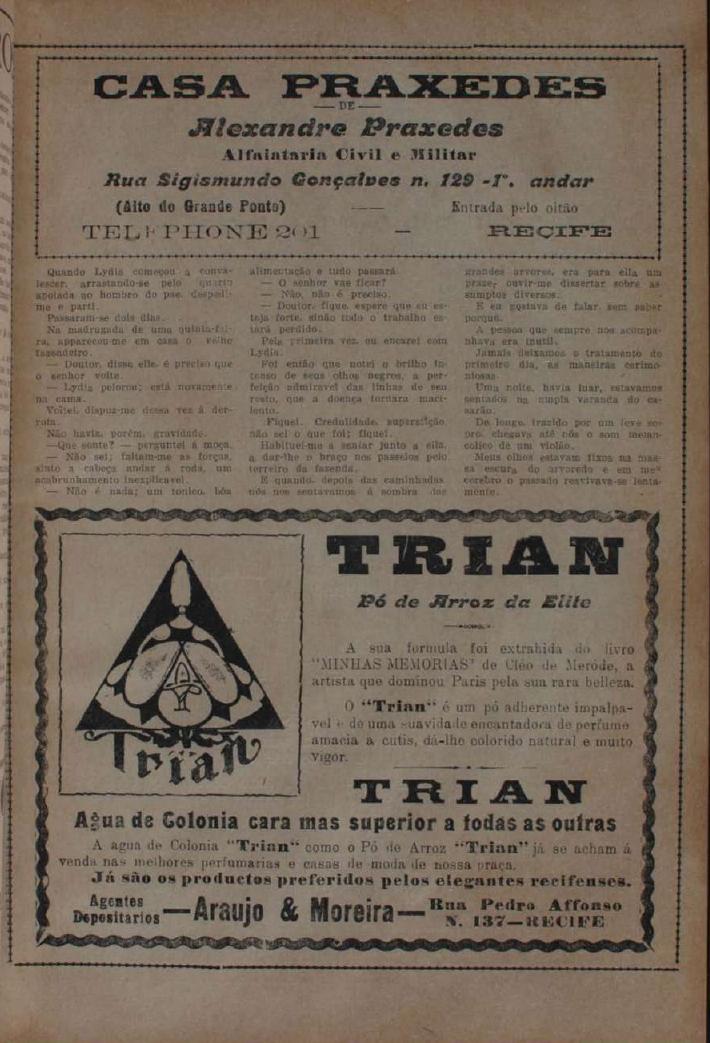 CASA PRAXEDES
— DE —
Alexandre Praxedes
Alfaiataria Civil e Militar
Rua Sigismundo Gonçalves n. 129 -1º. andar
(Alto do Grande Ponto) —— Entrada pelo oitão
TELEPHONE 201 — RECIFE
Quando Lydia começou a conva-
lescer, arrastando-se pelo quarto
apoiada ao hombro do pae, despedi-
me e parti.
Passaram-se dois dias.
Na madrugada de uma quinta-fei-
ra, appareceu-me em casa o velho
fazendeiro.
— Doutor, disse elle, é preciso que
o senhor volte.
— Lydia peiorou; está novamente
na cama.
Voltei, dispuz-me dessa vez á der-
rota.
Não havia, porém, gravidade.
—Que sente? — perguntei á moça.
— Não sei; faltam-me as forças,
sinto a cabeça andar á roda, um
acabrunhamento inexplicavel.
— Não é nada; um tonico, bôa
alimentação e tudo passará.
— O senhor vae ficar?
— Não, não é preciso.
— Doutor, fique, espere que eu es-
teja forte, sinão todo o trabalho es-
tará perdido.
Pela primeira vez, eu encarei com
Lydia.
Foi então que notei o brilho in-
tenso de seus olhos negros, a per-
feição admiravel das linhas de seu
rosto, que a doença tornára maci-
lento.
Fiquei. Credulidade, superstição,
não sei o que foi; fiquei.
Habituei-me a sentar junto a ella,
a dar-lhe o braço nos passeios pelo
terreiro da fazenda.
E quando, depois das caminhadas
nós nos sentavamos á sombra das
grandes arvores, era para ella um
prazer ouvir-me dissertar sobre as-
sumptos diversos.
E eu gostava de falar, sem saber
porquê.
A pessoa que sempre nos acompa-
nhava era inutil.
Jamais deixamos o tratamento do
primeiro dia, as maneiras cerimo-
niosas.
Uma noite, havia luar, estavamos
sentados na ampla varanda do ca-
sarão.
De longe, trazido por um leve so-
pro, chegava até nós o som melan-
colico de um violão.
Meus olhos estavam fixos na mas-
sa escura do arvoredo e em meu
cerebro o passado revivava-se lenta-
mente.
Trian
TRIAN
Pó de Arroz da Elite
A sua formula foi extrahida do livro
"MINHAS MEMORIAS" de Cléo de Meróde, a
artista que dominou Paris pela sua rara belleza.
O "Trian" é um pó adherente impalpa-
vel e de uma suavidade encantadora de perfume
amacia a cutis, dá-lhe colorido natural e muito
vigor.
TRIAN
Agua de Colonia cara mas superior a todas as outras
A agua de Colonia "Trian" como o Pó de Arroz "Trian" já se acham á
venda nas melhores perfumarias e casas de moda de nossa praça.
Já são os productos preferidos pelos elegantes recifenses.
Agentes
Depositarios —Araujo & Moreira— Rua Pedro Affonso
N. 137—RECIFE